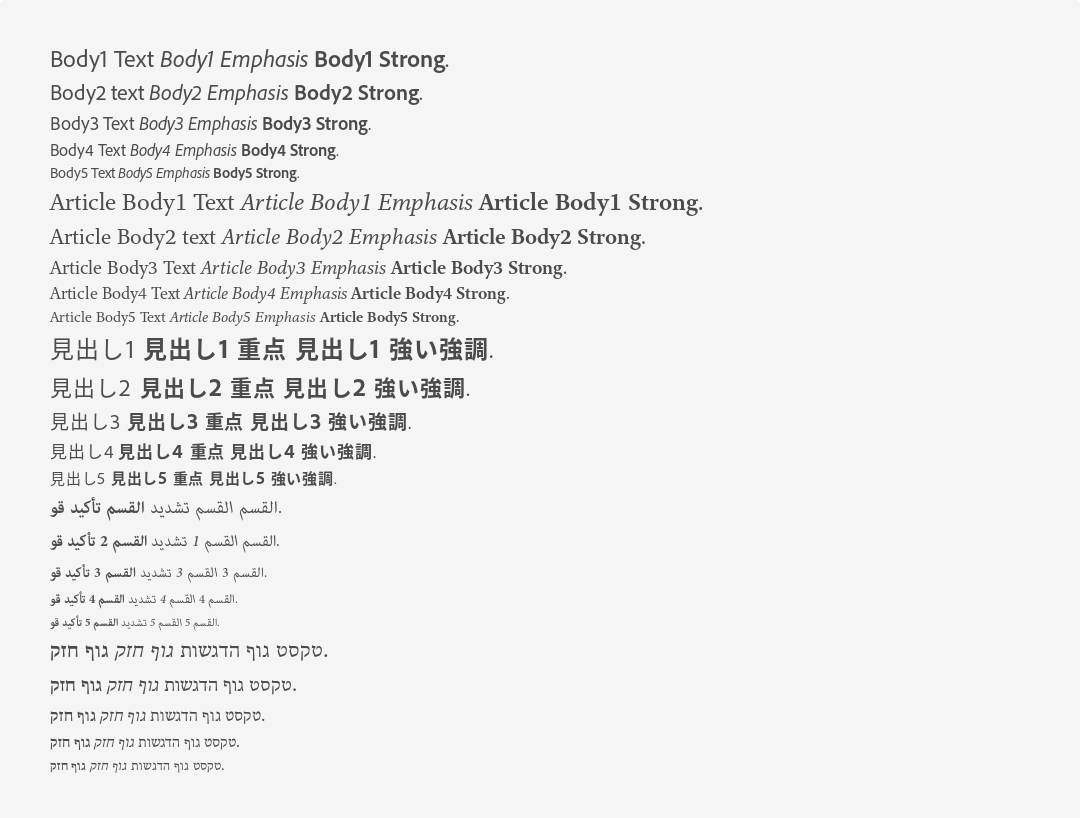 Body1 Text Body1 Emphasis Body1 Strong.
Body2 text Body2 Emphasis Body2 Strong.
Body3 Text Body3 Emphasis Body3 Strong.
Body4 Text Body4 Emphasis Body4 Strong.
Body5 Text Body5 Emphasis Body5 Strong.
Article Body1 Text Article Body1 Emphasis Article Body1 Strong.
Article Body2 text Article Body2 Emphasis Article Body2 Strong.
Article Body3 Text Article Body3 Emphasis Article Body3 Strong.
Article Body4 Text Article Body4 Emphasis Article Body4 Strong.
Article Body5 Text Article Body5 Emphasis Article Body5 Strong.
見出し1 見出し1 重点 見出し1 強い強調.
見出し2 見出し2 重点 見出し2 強い強調.
見出し3 見出し3 重点 見出し3 強い強調.
見出し4 見出し4 重点 見出し4 強い強調.
見出し5 見出し5 重点 見出し5 強い強調.
القسم القسم تشديد القسم تأكيد قو.
القسم القسم 1 تشديد القسم 2 تأكيد قو.
القسم 3 القسم 3 تشديد القسم 3 تأكيد قو.
القسم 4 القسم 4 تشديد القسم 4 تأكيد قو.
القسم 5 القسم 5 تشديد القسم 5 تأكيد قو.
טקסט גוף הדגשות גוף חזק גוף חזק.
טקסט גוף הדגשות גוף חזק גוף חזק.
טקסט גוף הדגשות גוף חזק גוף חזק.
טקסט גוף הדגשות גוף חזק גוף חזק.
טקסט גוף הדגשות גוף חזק גוף חזק.